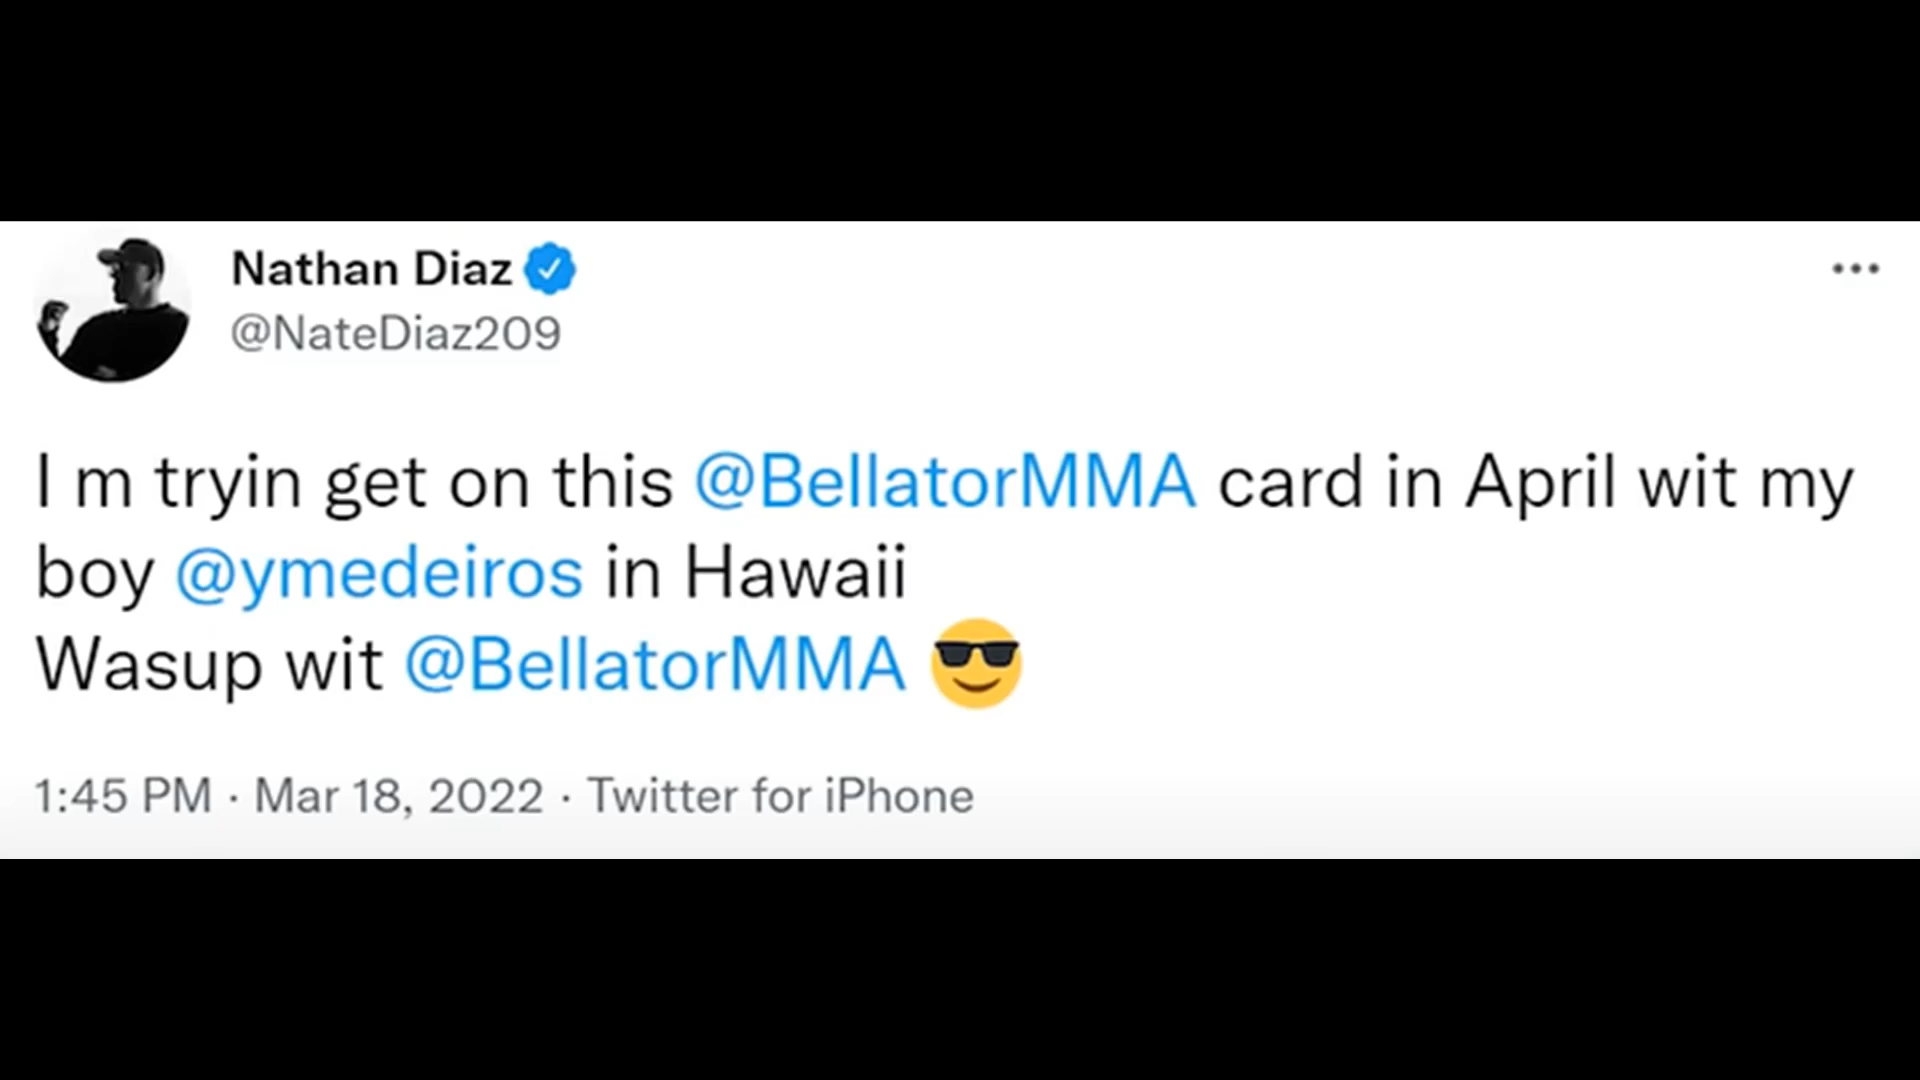 Nathan Diaz
@NateDiaz209
I m tryin get on this @BellatorMMA card in April wit my
boy @ymedeiros in Hawaii
Wasup wit @BellatorMMA 😎
1:45 PM · Mar 18, 2022 · Twitter for iPhone